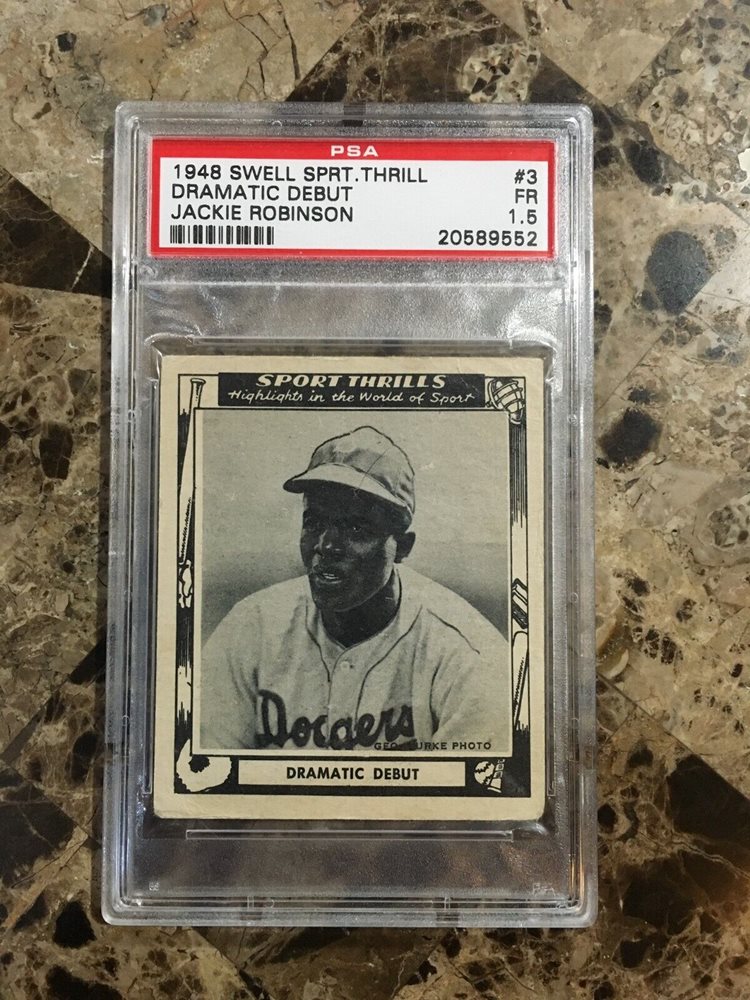 PSA
1948 SWELL SPRT.THRILL #3
DRAMATIC DEBUT FR
JACKIE ROBINSON 1.5
20589552
SPORT THRILLS
Highlights in the World of Sport
Dodgers
GEO. BURKE PHOTO
DRAMATIC DEBUT